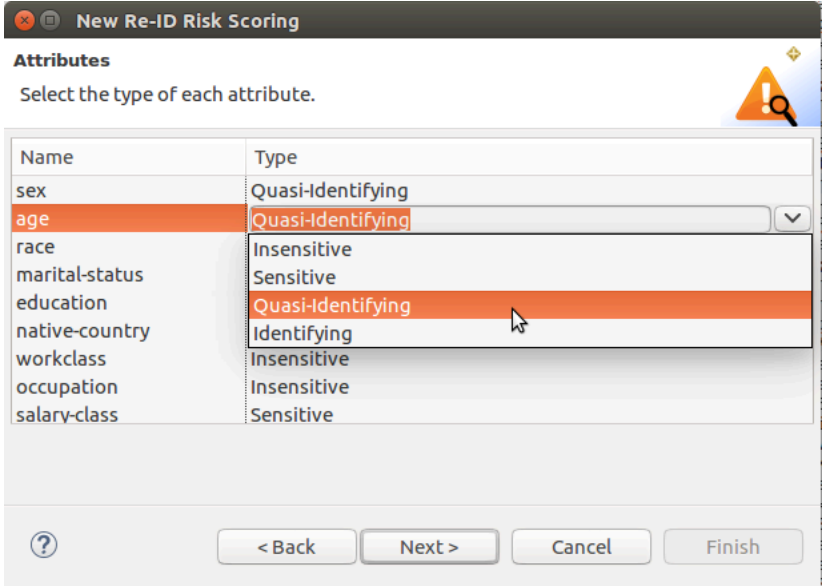 New Re-ID Risk Scoring
Attributes
Select the type of each attribute.
Name Type
sex Quasi-Identifying
age Quasi-Identifying
race Insensitive
marital-status Sensitive
education Quasi-Identifying
native-country Identifying
workclass Insensitive
occupation Insensitive
salary-class Sensitive
< Back Next > Cancel Finish